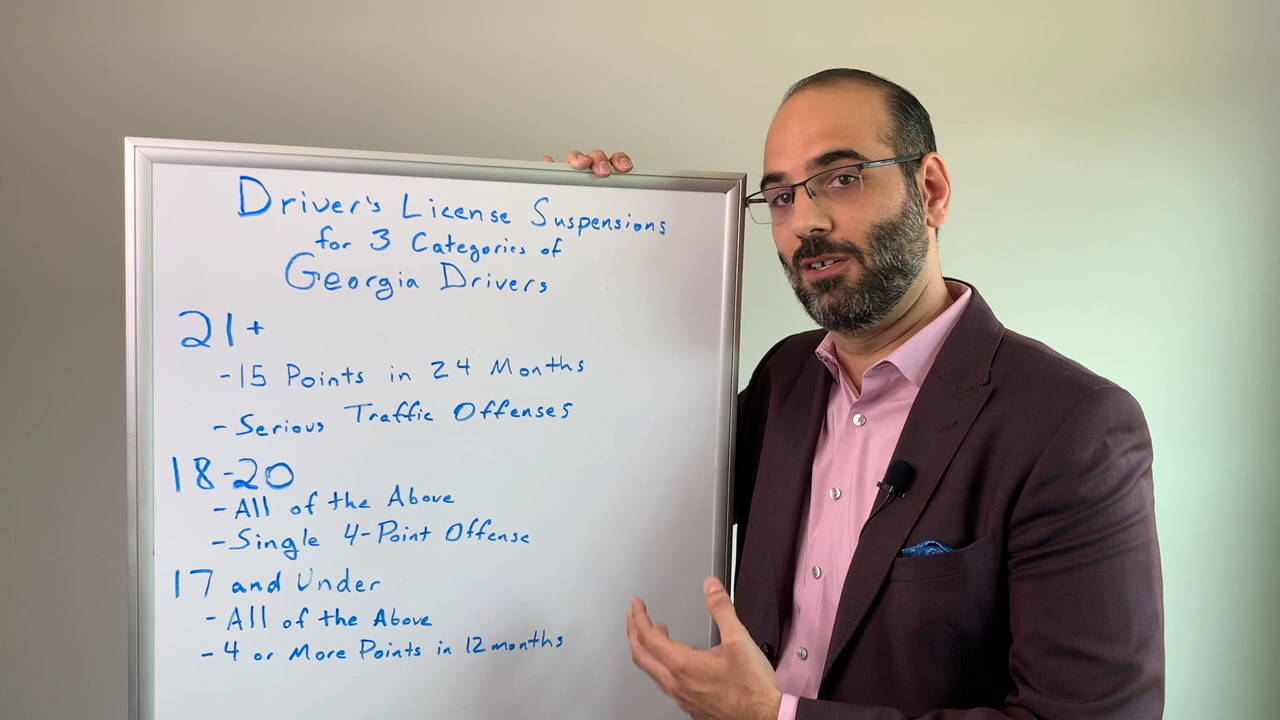 Driver's License Suspensions
for 3 Categories of
Georgia Drivers
21+
-15 Points in 24 Months
- Serious Traffic Offenses
18-20
- All of the Above
- Single 4-Point Offense
17 and Under
- All of the Above
- 4 or More Points in 12 months